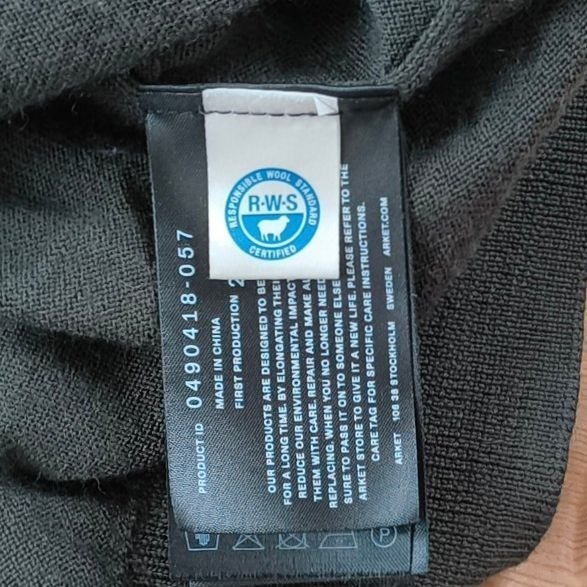 RESPONSIBLE WOOL STANDARD
R·W·S
CERTIFIED
PRODUCT ID 0490418-057
MADE IN CHINA
FIRST PRODUCTION 2
OUR PRODUCTS ARE DESIGNED TO BE
FOR A LONG TIME. BY ELONGATING THEI
REDUCE OUR ENVIRONMENTAL IMPACT
THEM WITH CARE. REPAIR AND MAKE AL
REPLACING. WHEN YOU NO LONGER NEED
SURE TO PASS IT ON TO SOMEONE ELSE
ARKET STORE TO GIVE IT A NEW LIFE. PLEASE REFER TO THE
CARE TAG FOR SPECIFIC CARE INSTRUCTIONS.
ARKET 106 38 STOCKHOLM SWEDEN ARKET.COM
P